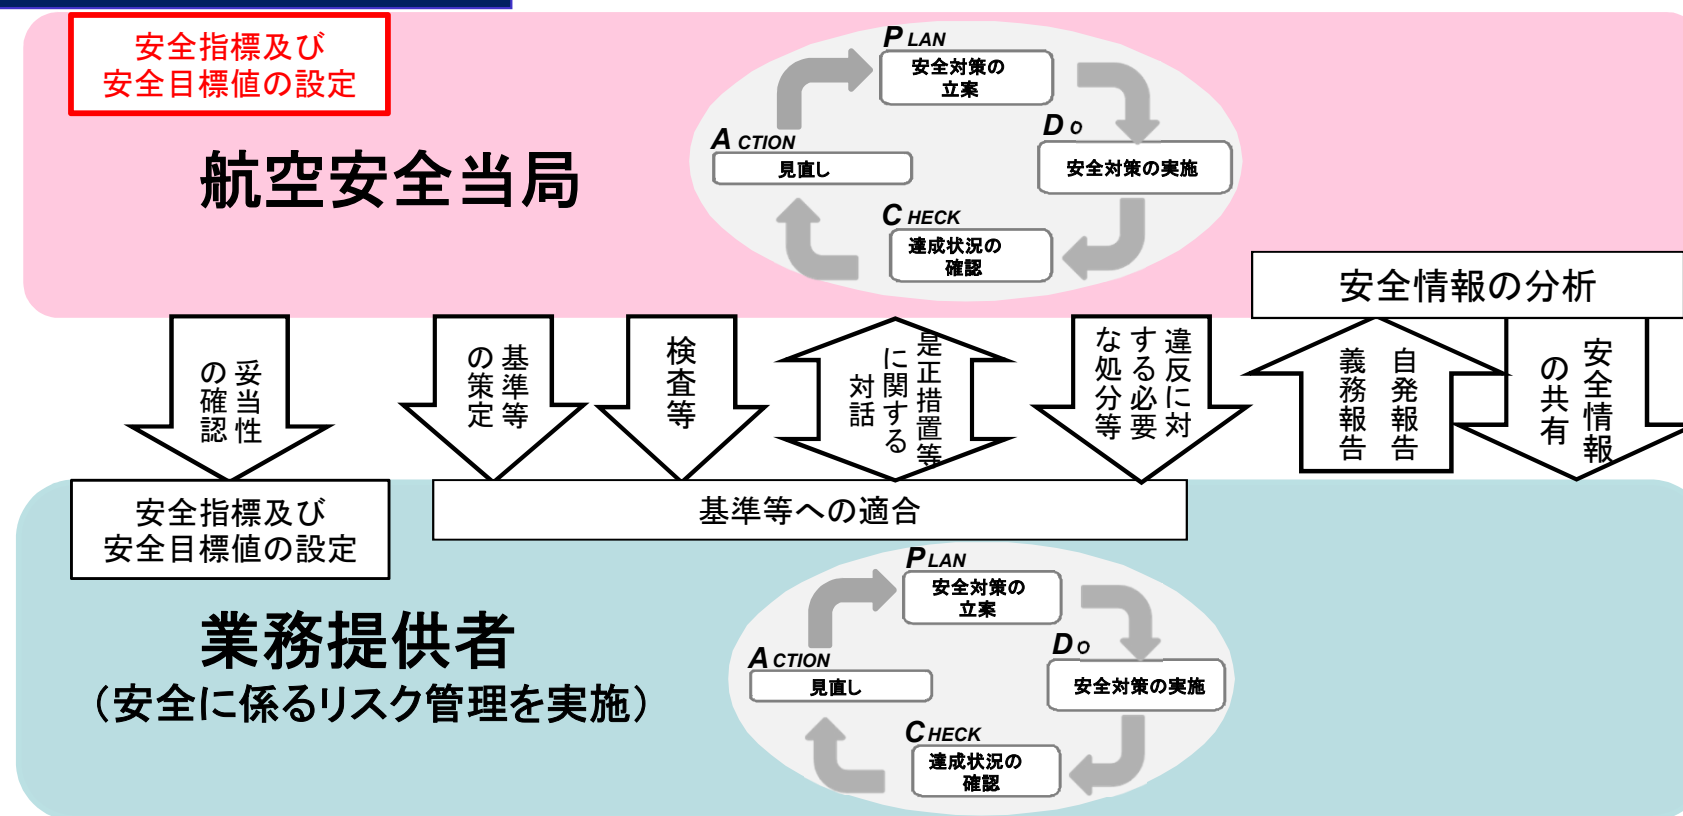 安全指標及び
安全目標値の設定
航空安全当局
PLAN
安全対策の
立案
DO
安全対策の実施
CHECK
達成状況の
確認
ACTION
見直し
安全情報の分析
妥当性
の確認
基準等
の策定
検査等
是正措置等
に関する
対話
違反に対
する必要
な処分等
自発報告
義務報告
安全情報
の共有
安全指標及び
安全目標値の設定
基準等への適合
業務提供者
（安全に係るリスク管理を実施）
PLAN
安全対策の
立案
DO
安全対策の実施
CHECK
達成状況の
確認
ACTION
見直し